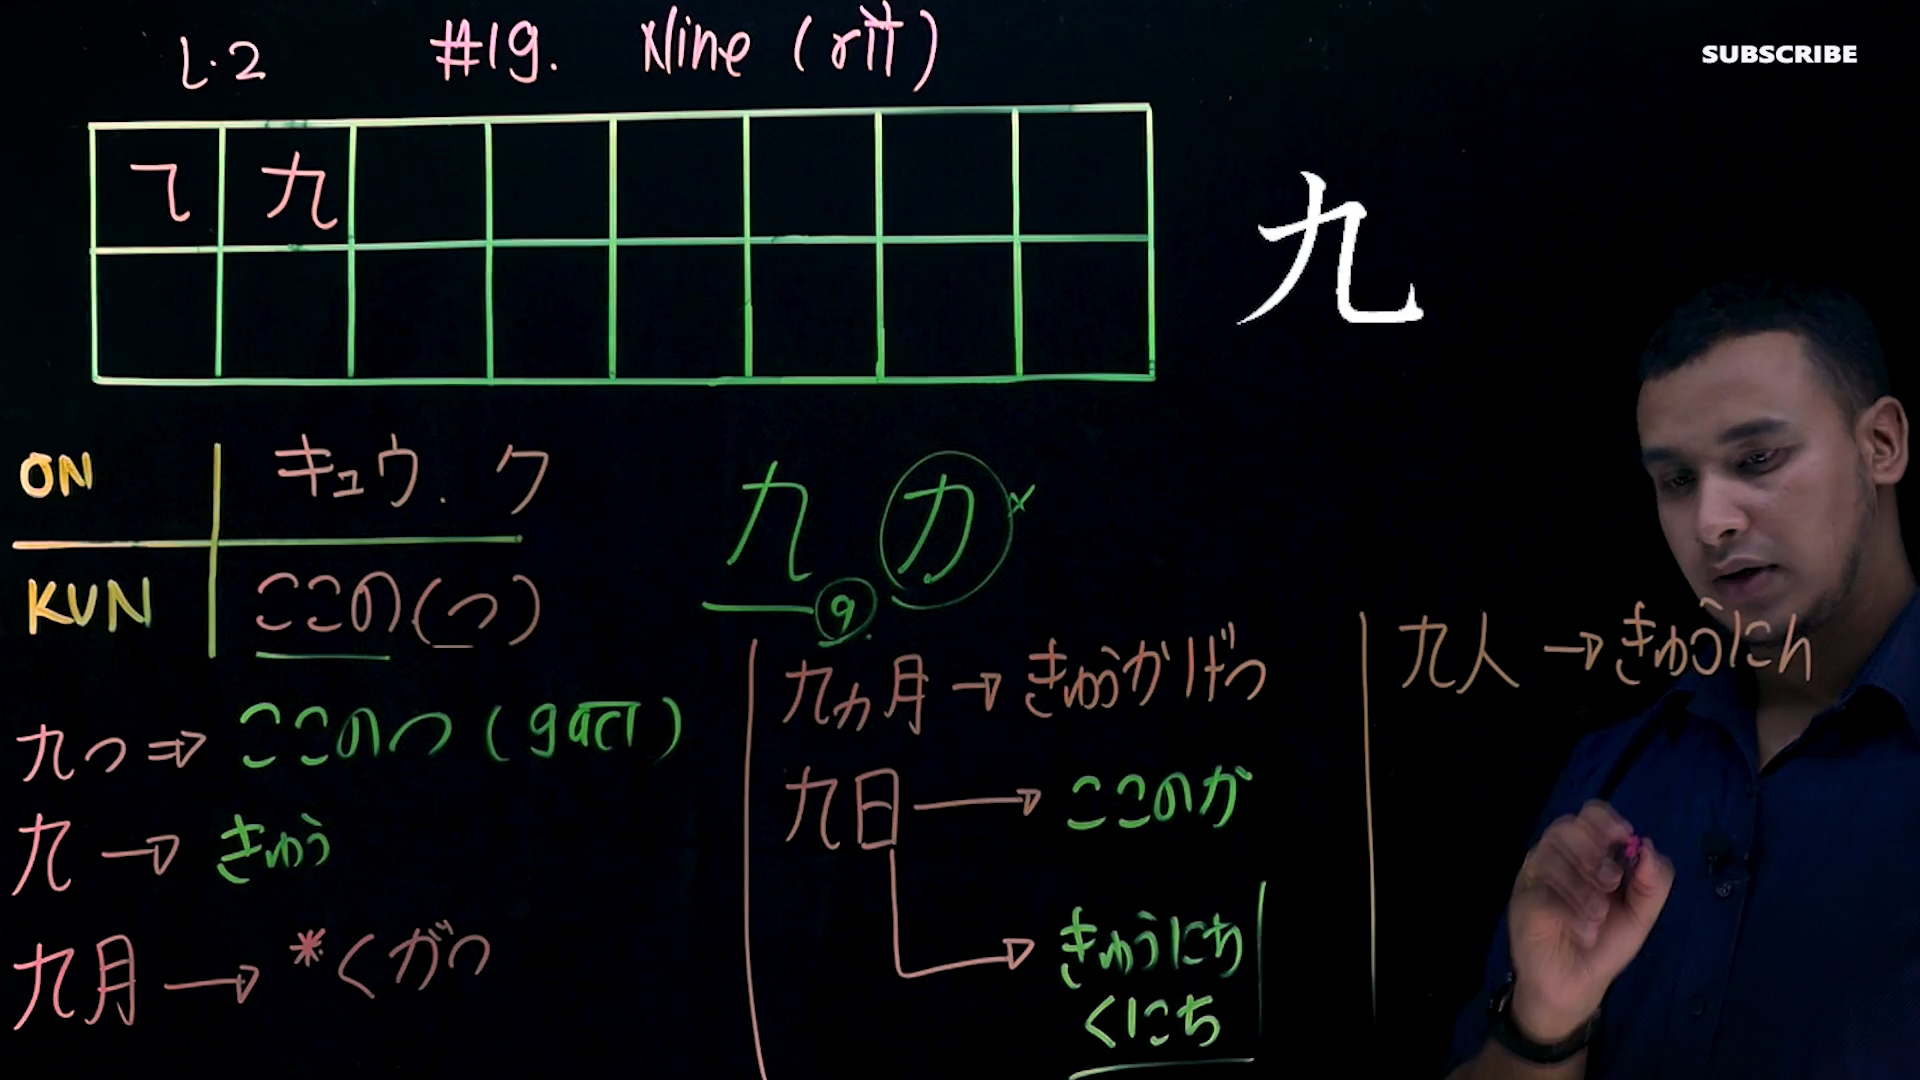 L.2 #19. Nine (नौ)
SUBSCRIBE
九
九
ON キュウ. ク
KUN ここの(つ)
九 カ ×
9.
九つ ⇒ ここのつ (9 वटा)
九 → きゅう
九月 → *くがつ
九ヵ月 → きゅうかげつ
九日 → ここのか
→ きゅうにち
くにち
九人 → きゅうにん